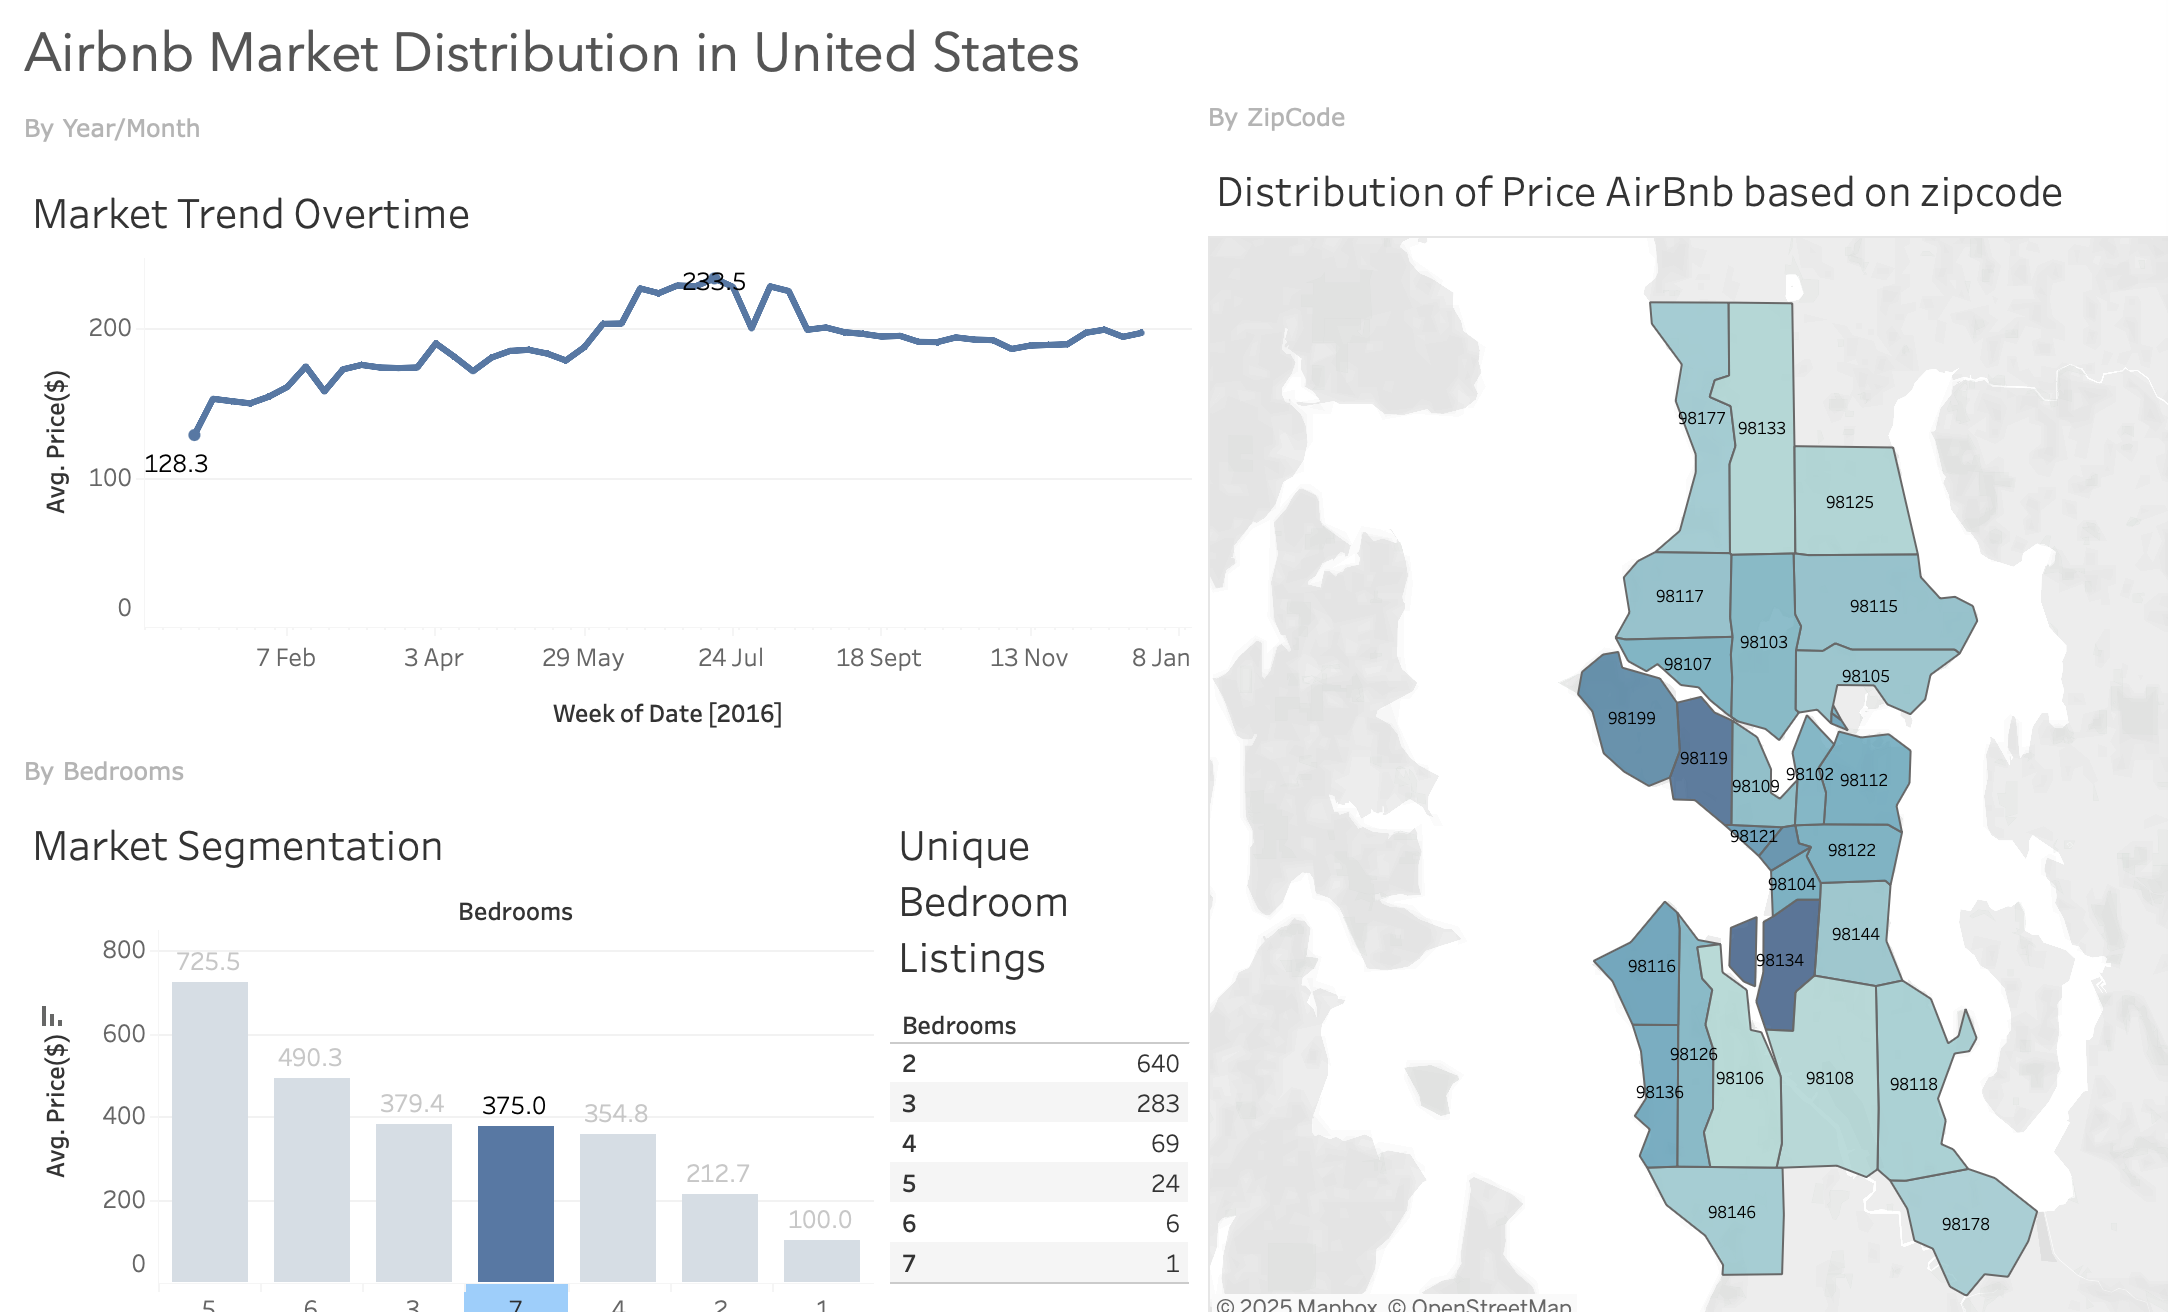 Airbnb Market Distribution in United States
By Year/Month
Market Trend Overtime
Avg. Price($)
200
100
0
233.5
128.3
7 Feb
3 Apr
29 May
24 Jul
18 Sept
13 Nov
8 Jan
Week of Date [2016]
By Bedrooms
Market Segmentation
Bedrooms
Avg. Price($)
800
600
400
200
0
725.5
490.3
379.4
375.0
354.8
212.7
100.0
5
6
3
7
4
2
1
Unique
Bedroom
Listings
Bedrooms
2 640
3 283
4 69
5 24
6 6
7 1
By ZipCode
Distribution of Price AirBnb based on zipcode
98177
98133
98125
98117
98115
98103
98107
98105
98199
98119
98109
98102
98112
98121
98122
98104
98144
98134
98116
98126
98136
98106
98108
98118
98146
98178
© 2025 Mapbox © OpenStreetMap